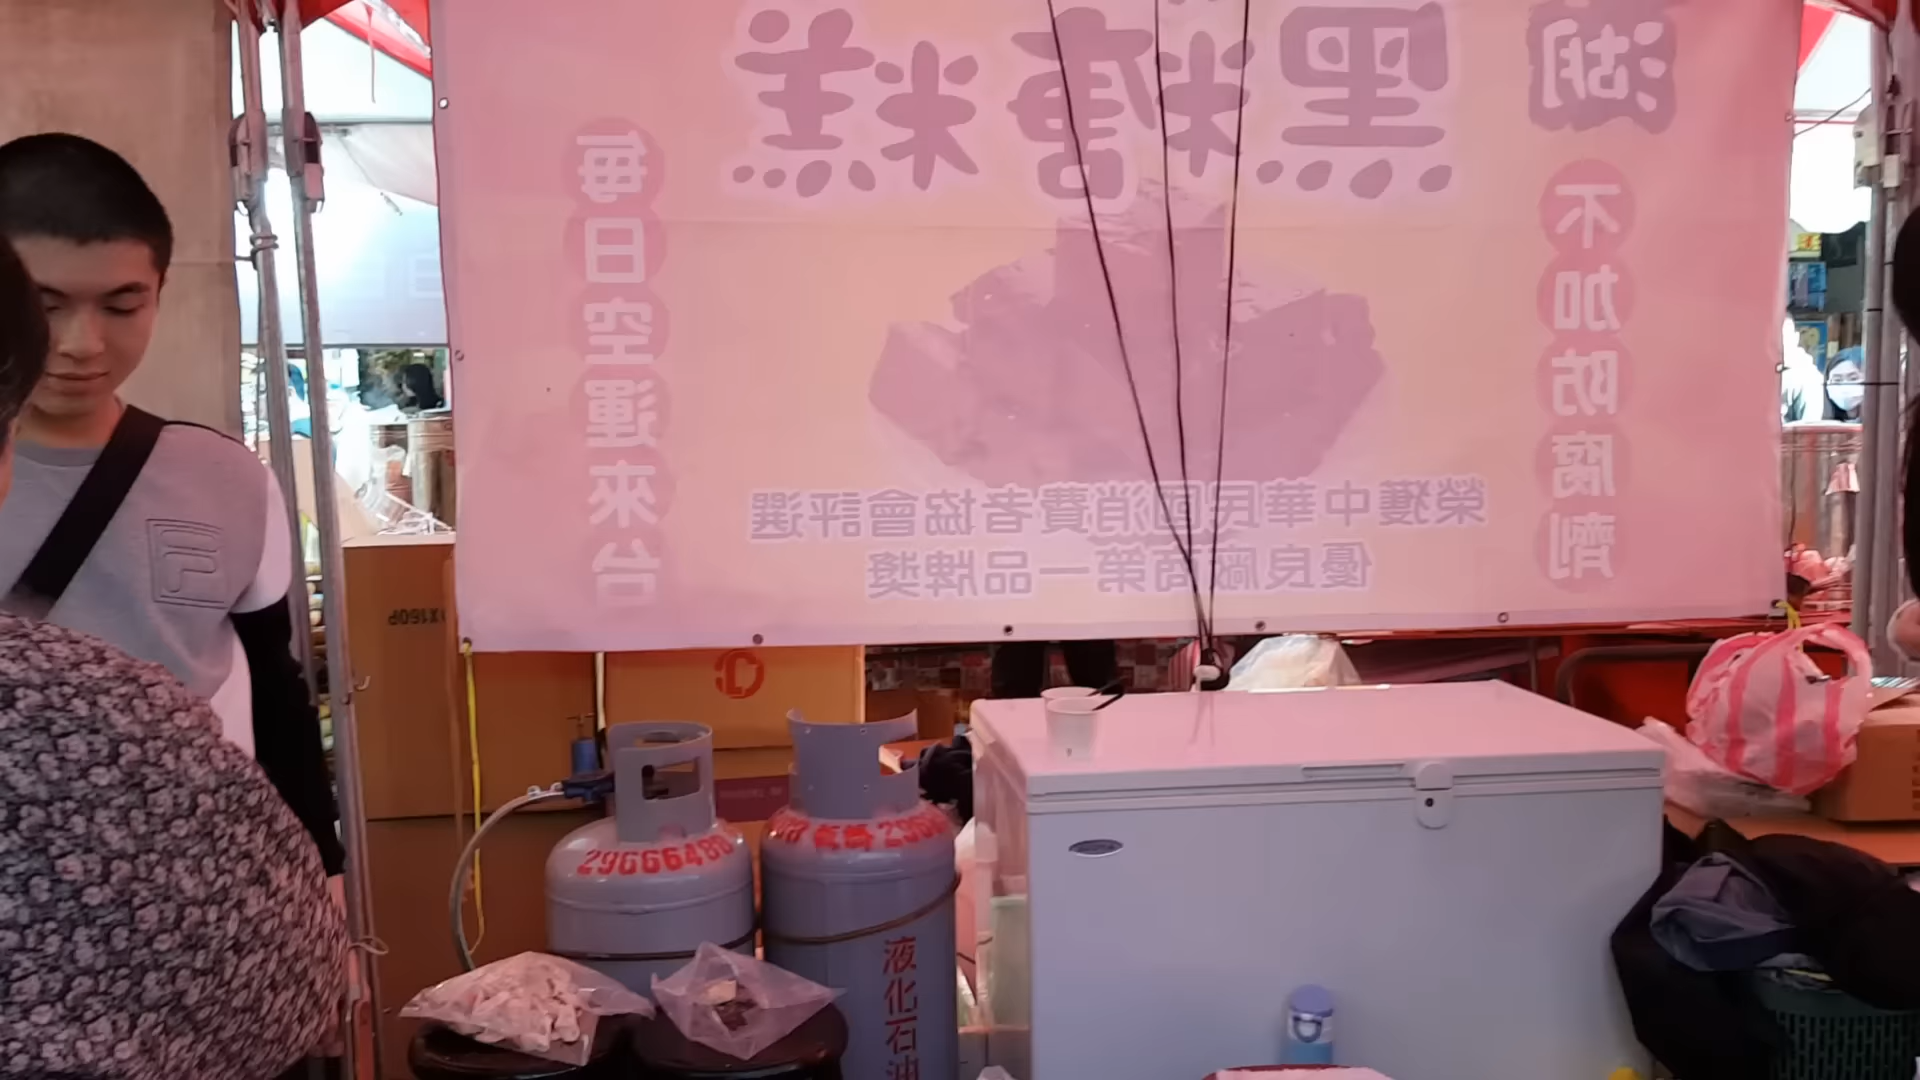 湖
黑糖糕
不加防腐劑
每日空運來台
榮獲中華民國消費者協會評選
優良廠商第一品牌獎
29666488
液化石油